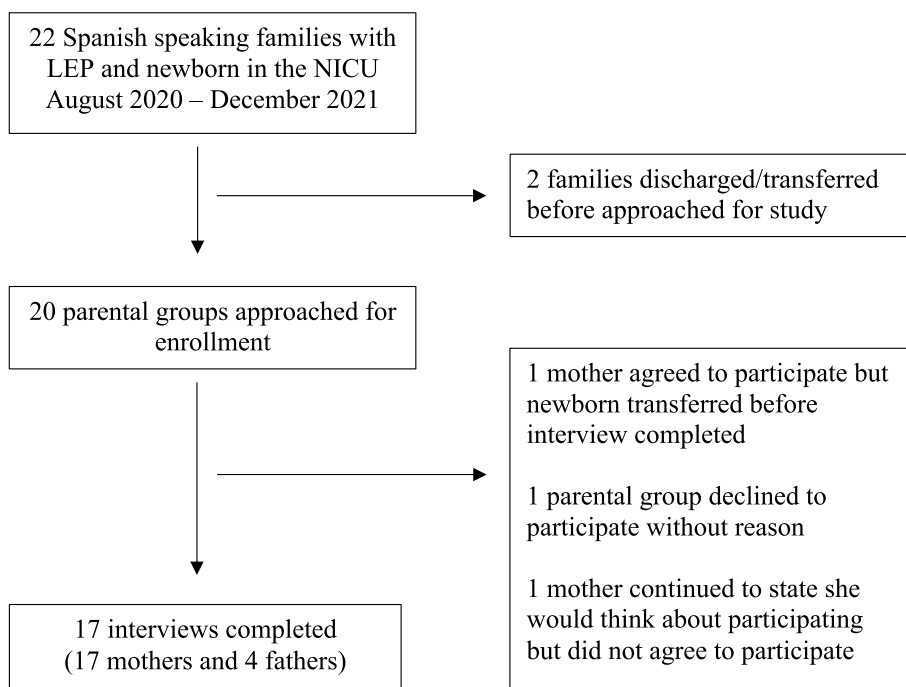 22 Spanish speaking families with
LEP and newborn in the NICU
August 2020 – December 2021
2 families discharged/transferred
before approached for study
20 parental groups approached for
enrollment
1 mother agreed to participate but
newborn transferred before
interview completed
1 parental group declined to
participate without reason
1 mother continued to state she
would think about participating
but did not agree to participate
17 interviews completed
(17 mothers and 4 fathers)